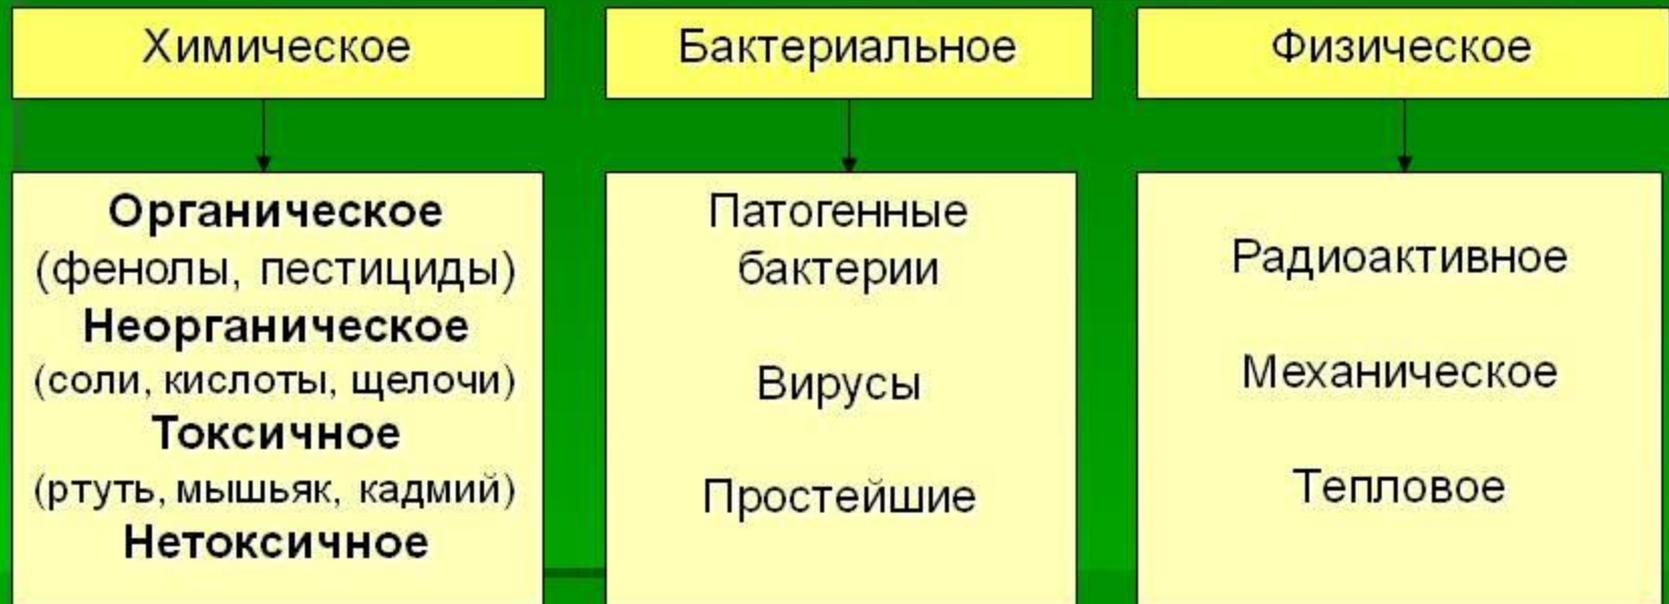 Химическое
Органическое
(фенолы, пестициды)
Неорганическое
(соли, кислоты, щелочи)
Токсичное
(ртуть, мышьяк, кадмий)
Нетоксичное
Бактериальное
Патогенные
бактерии
Вирусы
Простейшие
Физическое
Радиоактивное
Механическое
Тепловое